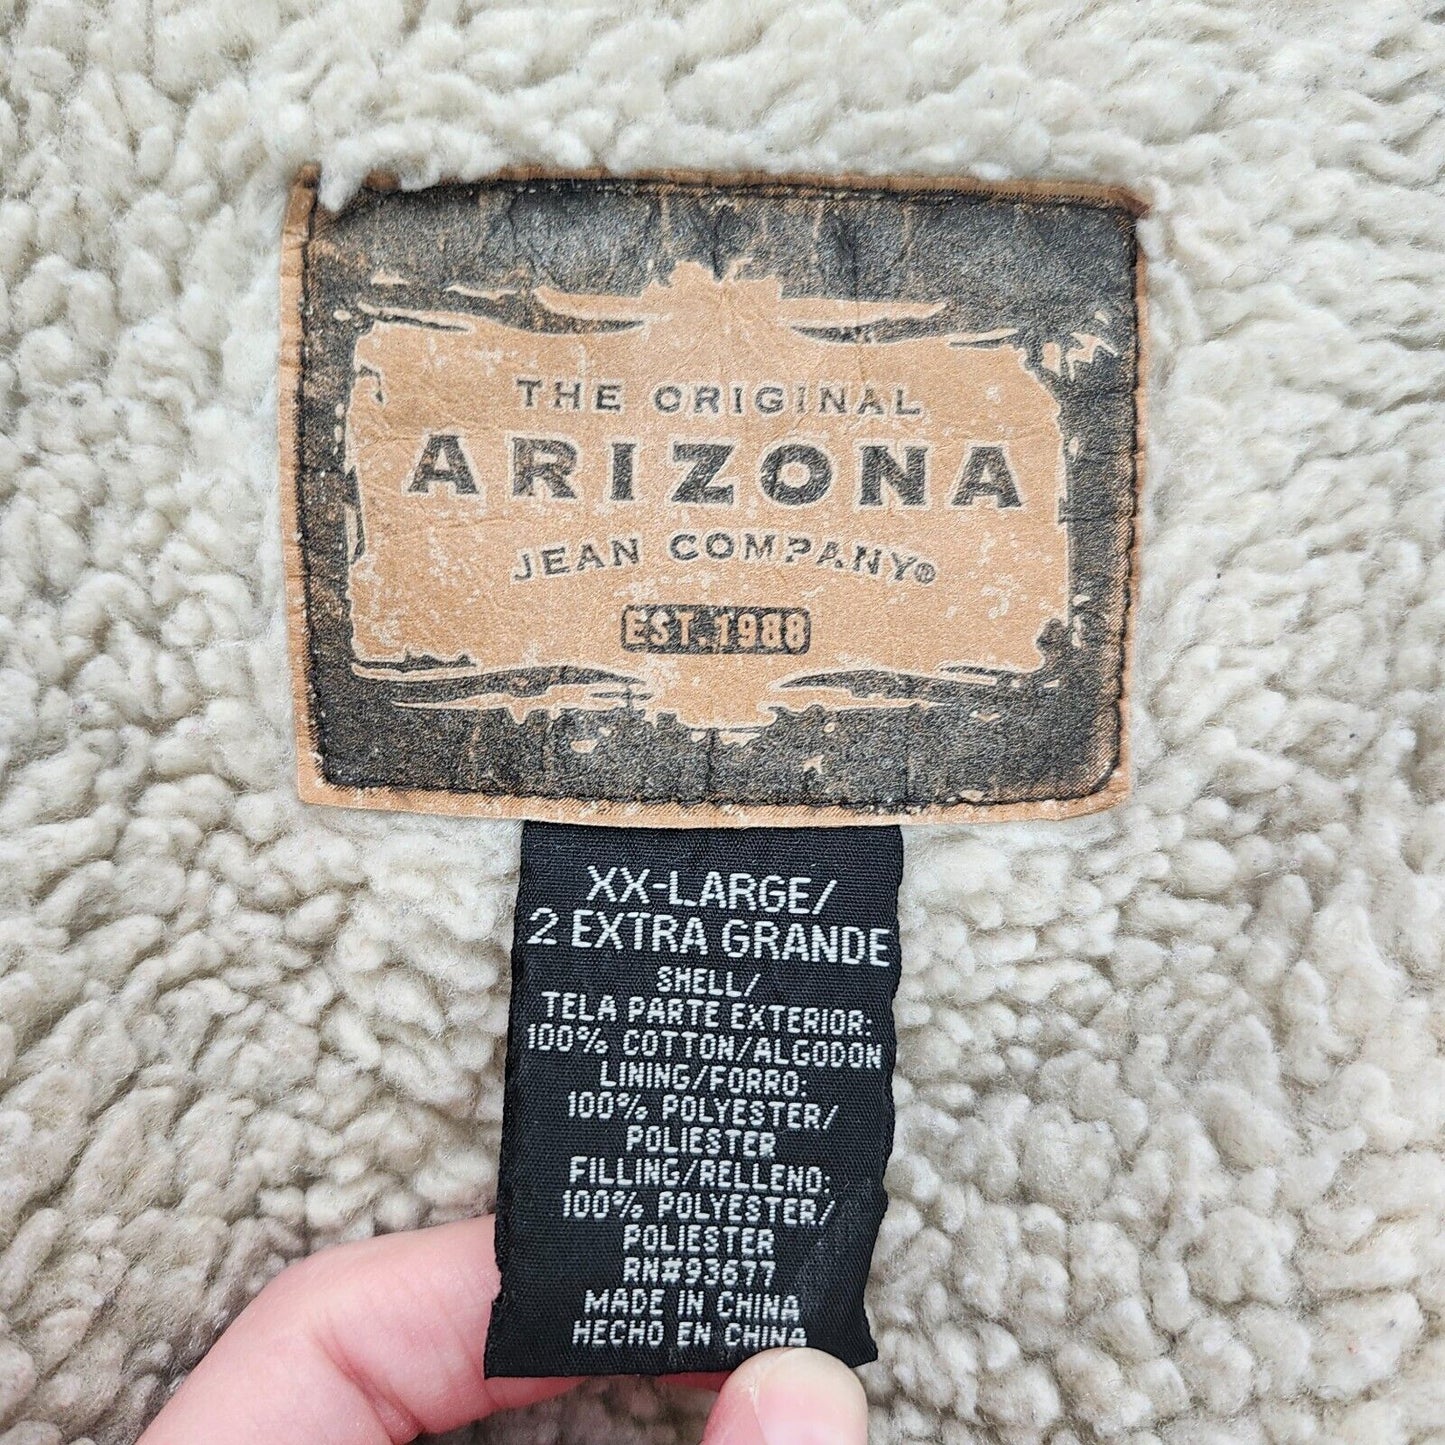 THE ORIGINAL
ARIZONA
JEAN COMPANY®
EST. 1988
XX-LARGE/
2 EXTRA GRANDE
SHELL/
TELA PARTE EXTERIOR:
100% COTTON/ALGODON
LINING/FORRO:
100% POLYESTER/
POLIESTER
FILLING/RELLENO:
100% POLYESTER/
POLIESTER
RN#93677
MADE IN CHINA
HECHO EN CHINA